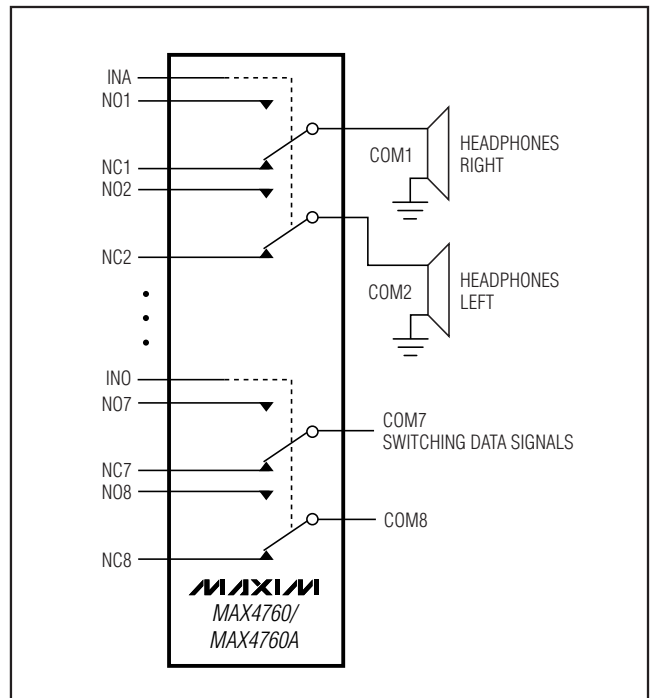 INA
NO1
NC1
NO2
NC2
COM1
HEADPHONES
RIGHT
COM2
HEADPHONES
LEFT
INO
NO7
NC7
NO8
NC8
COM7
SWITCHING DATA SIGNALS
COM8
MAXIM
MAX4760/
MAX4760A